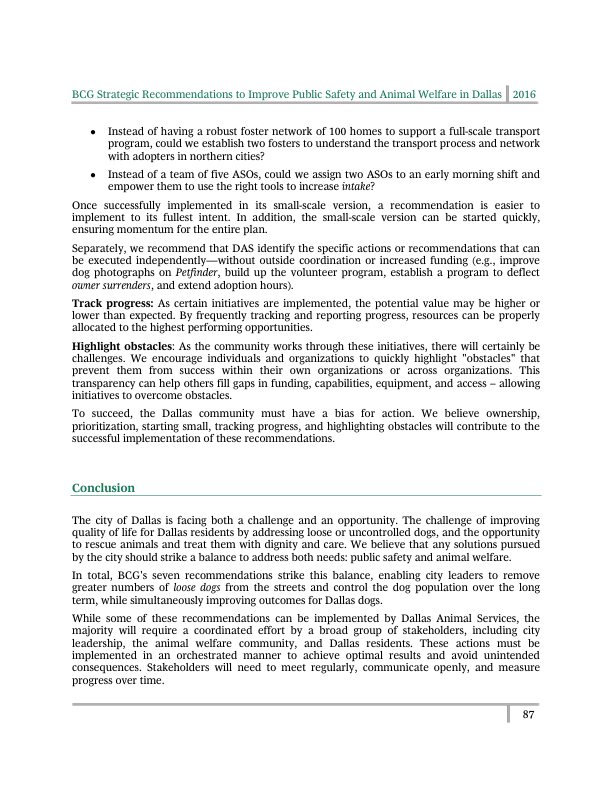 BCG Strategic Recommendations to Improve Public Safety and Animal Welfare in Dallas 2016
• Instead of having a robust foster network of 100 homes to support a full-scale transport
program, could we establish two fosters to understand the transport process and network
with adopters in northern cities?
• Instead of a team of five ASOs, could we assign two ASOs to an early morning shift and
empower them to use the right tools to increase intake?
Once successfully implemented in its small-scale version, a recommendation is easier to
implement to its fullest intent. In addition, the small-scale version can be started quickly,
ensuring momentum for the entire plan.
Separately, we recommend that DAS identify the specific actions or recommendations that can
be executed independently—without outside coordination or increased funding (e.g., improve
dog photographs on Petfinder, build up the volunteer program, establish a program to deflect
owner surrenders, and extend adoption hours).
Track progress: As certain initiatives are implemented, the potential value may be higher or
lower than expected. By frequently tracking and reporting progress, resources can be properly
allocated to the highest performing opportunities.
Highlight obstacles: As the community works through these initiatives, there will certainly be
challenges. We encourage individuals and organizations to quickly highlight "obstacles" that
prevent them from success within their own organizations or across organizations. This
transparency can help others fill gaps in funding, capabilities, equipment, and access – allowing
initiatives to overcome obstacles.
To succeed, the Dallas community must have a bias for action. We believe ownership,
prioritization, starting small, tracking progress, and highlighting obstacles will contribute to the
successful implementation of these recommendations.
Conclusion
The city of Dallas is facing both a challenge and an opportunity. The challenge of improving
quality of life for Dallas residents by addressing loose or uncontrolled dogs, and the opportunity
to rescue animals and treat them with dignity and care. We believe that any solutions pursued
by the city should strike a balance to address both needs: public safety and animal welfare.
In total, BCG's seven recommendations strike this balance, enabling city leaders to remove
greater numbers of loose dogs from the streets and control the dog population over the long
term, while simultaneously improving outcomes for Dallas dogs.
While some of these recommendations can be implemented by Dallas Animal Services, the
majority will require a coordinated effort by a broad group of stakeholders, including city
leadership, the animal welfare community, and Dallas residents. These actions must be
implemented in an orchestrated manner to achieve optimal results and avoid unintended
consequences. Stakeholders will need to meet regularly, communicate openly, and measure
progress over time.
87